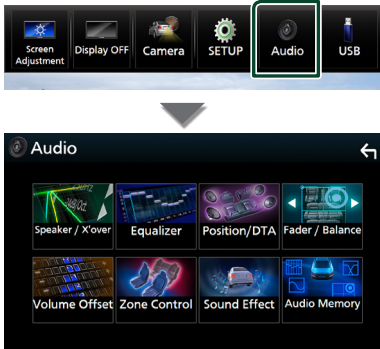 Screen
Adjustment
Display OFF
Camera
SETUP
Audio
USB
Audio
Speaker / X'over
Equalizer
Position/DTA
Fader / Balance
Volume Offset
Zone Control
Sound Effect
Audio Memory